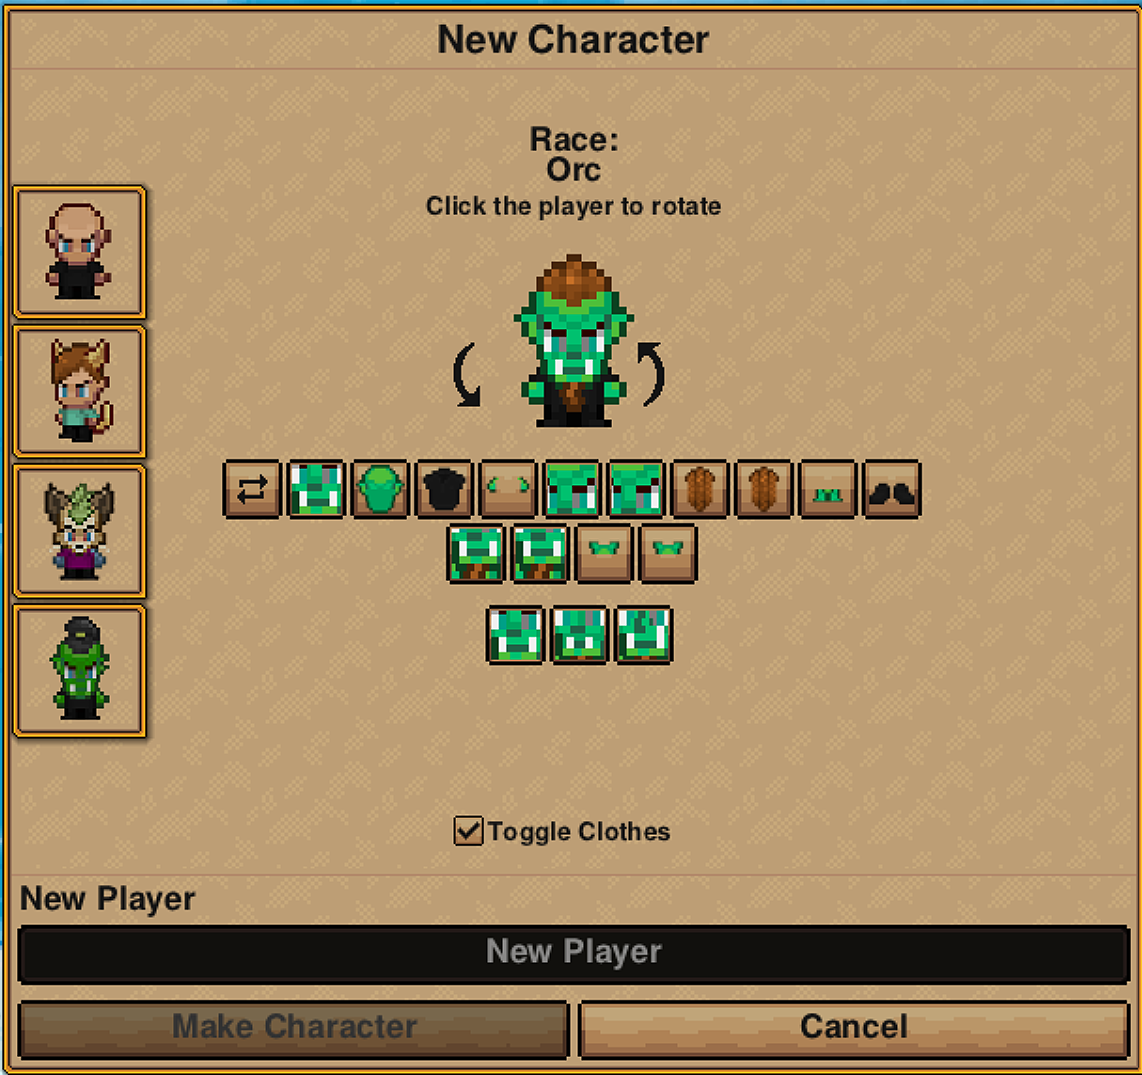 New Character
Race:
Orc
Click the player to rotate
Toggle Clothes
New Player
New Player
Make Character
Cancel